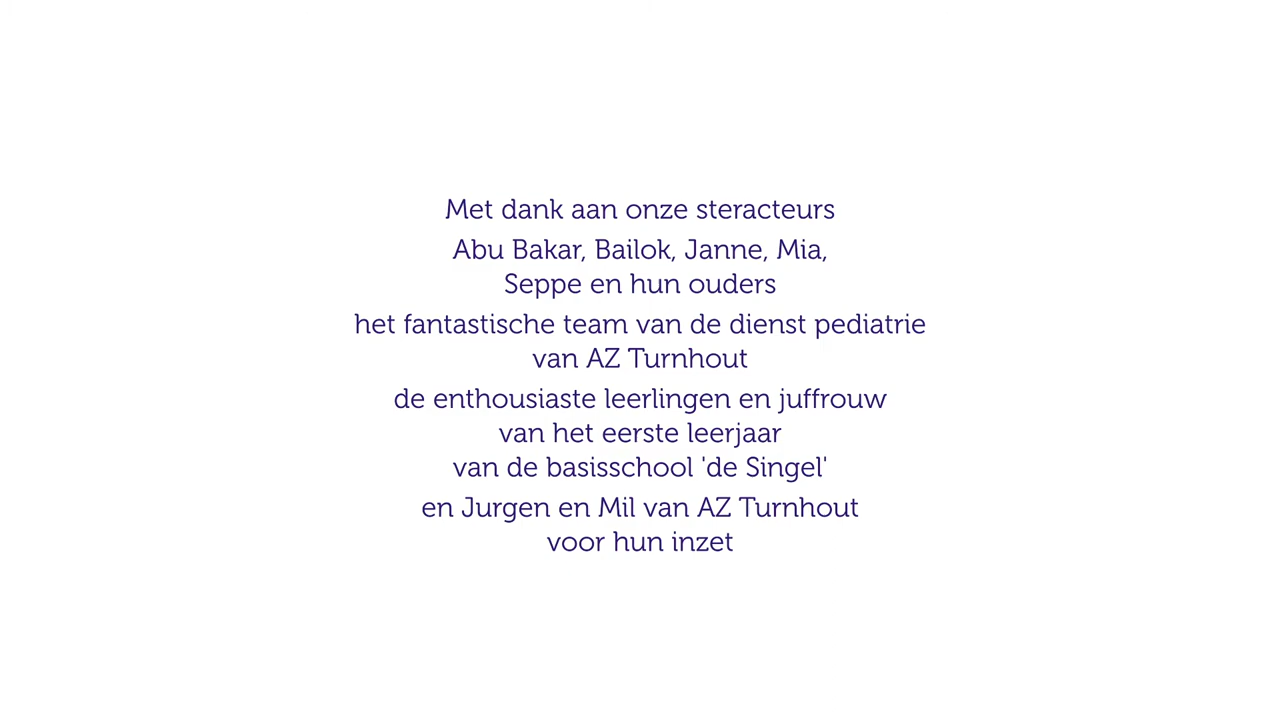 Met dank aan onze steracteurs
Abu Bakar, Bailok, Janne, Mia,
Seppe en hun ouders
het fantastische team van de dienst pediatrie
van AZ Turnhout
de enthousiaste leerlingen en juffrouw
van het eerste leerjaar
van de basisschool 'de Singel'
en Jurgen en Mil van AZ Turnhout
voor hun inzet